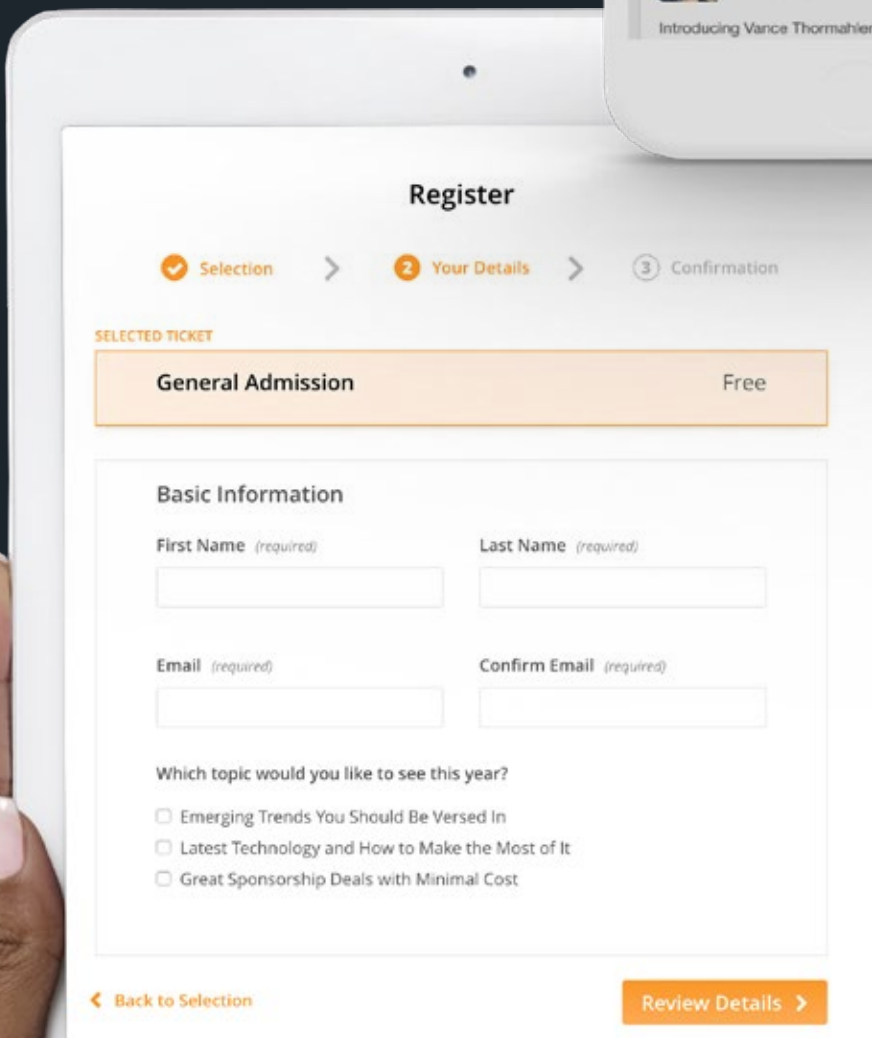 Introducing Vance Thormahlen
Register
Selection
2 Your Details
3 Confirmation
SELECTED TICKET
General Admission Free
Basic Information
First Name (required) Last Name (required)
Email (required) Confirm Email (required)
Which topic would you like to see this year?
Emerging Trends You Should Be Versed In
Latest Technology and How to Make the Most of It
Great Sponsorship Deals with Minimal Cost
Back to Selection Review Details